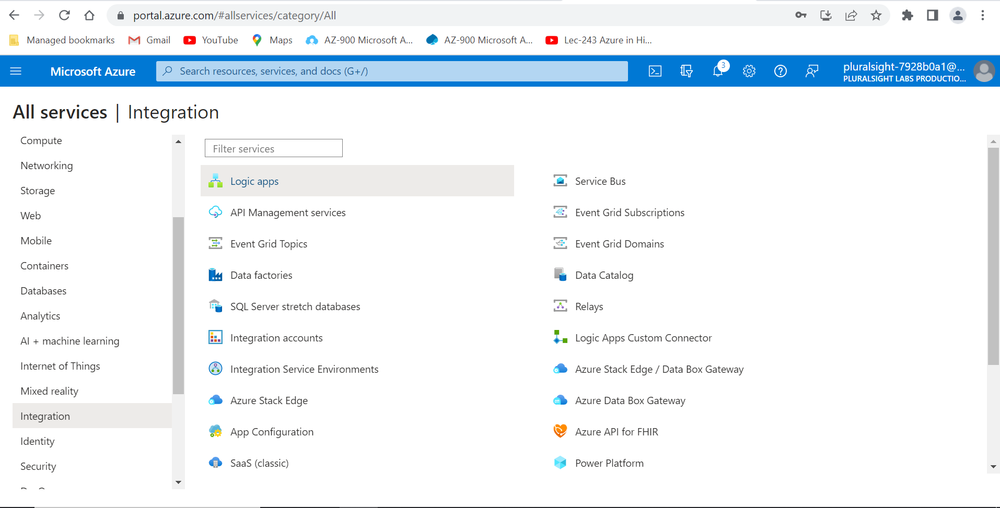 portal.azure.com/#allservices/category/All
Managed bookmarks Gmail YouTube Maps AZ-900 Microsoft A... AZ-900 Microsoft A... Lec-243 Azure in Hi...
Microsoft Azure
Search resources, services, and docs (G+/)
3
pluralsight-7928b0a1@...
PLURALSIGHT LABS PRODUCTIO...
All services | Integration
Compute
Networking
Storage
Web
Mobile
Containers
Databases
Analytics
AI + machine learning
Internet of Things
Mixed reality
Integration
Identity
Security
Filter services
Logic apps
Service Bus
API Management services
Event Grid Subscriptions
Event Grid Topics
Event Grid Domains
Data factories
Data Catalog
SQL Server stretch databases
Relays
Integration accounts
Logic Apps Custom Connector
Integration Service Environments
Azure Stack Edge / Data Box Gateway
Azure Stack Edge
Azure Data Box Gateway
App Configuration
Azure API for FHIR
SaaS (classic)
Power Platform